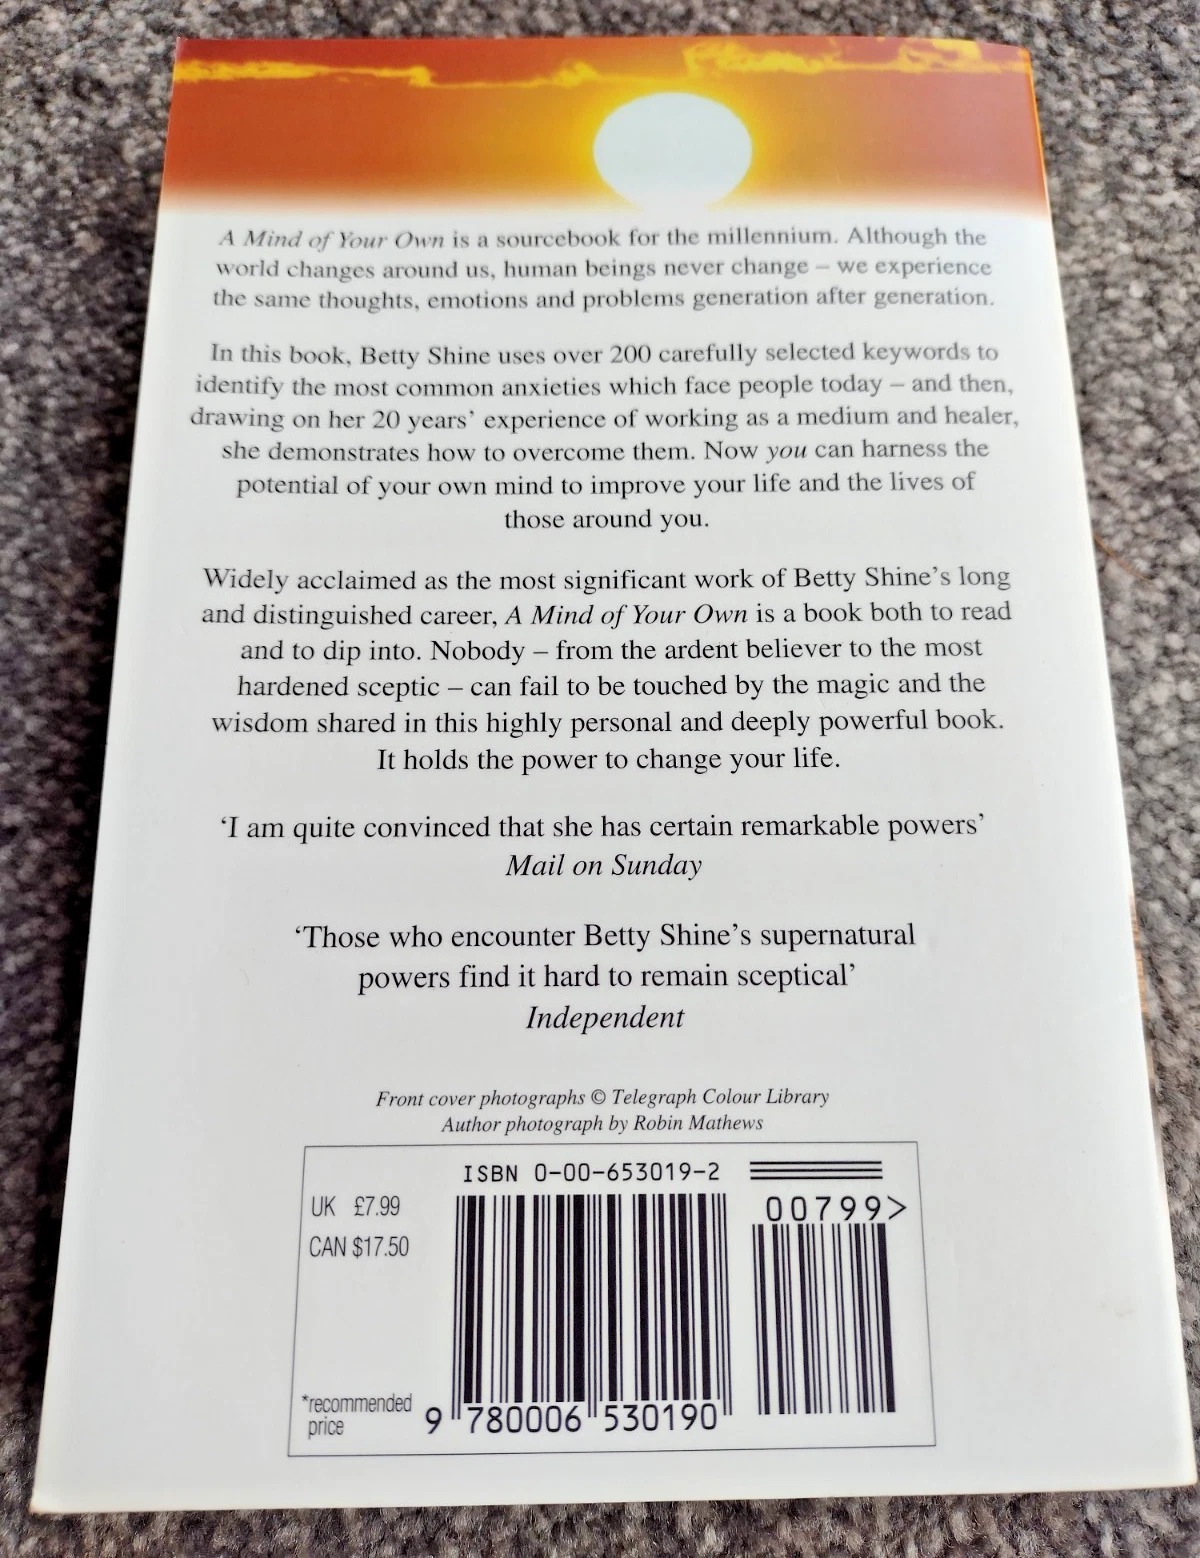 A Mind of Your Own is a sourcebook for the millennium. Although the
world changes around us, human beings never change – we experience
the same thoughts, emotions and problems generation after generation.
In this book, Betty Shine uses over 200 carefully selected keywords to
identify the most common anxieties which face people today – and then,
drawing on her 20 years’ experience of working as a medium and healer,
she demonstrates how to overcome them. Now you can harness the
potential of your own mind to improve your life and the lives of
those around you.
Widely acclaimed as the most significant work of Betty Shine’s long
and distinguished career, A Mind of Your Own is a book both to read
and to dip into. Nobody – from the ardent believer to the most
hardened sceptic – can fail to be touched by the magic and the
wisdom shared in this highly personal and deeply powerful book.
It holds the power to change your life.
‘I am quite convinced that she has certain remarkable powers’
Mail on Sunday
‘Those who encounter Betty Shine’s supernatural
powers find it hard to remain sceptical’
Independent
Front cover photographs © Telegraph Colour Library
Author photograph by Robin Mathews
ISBN 0-00-653019-2
UK £7.99
CAN $17.50
00799>
*recommended
price
9 780006 530190